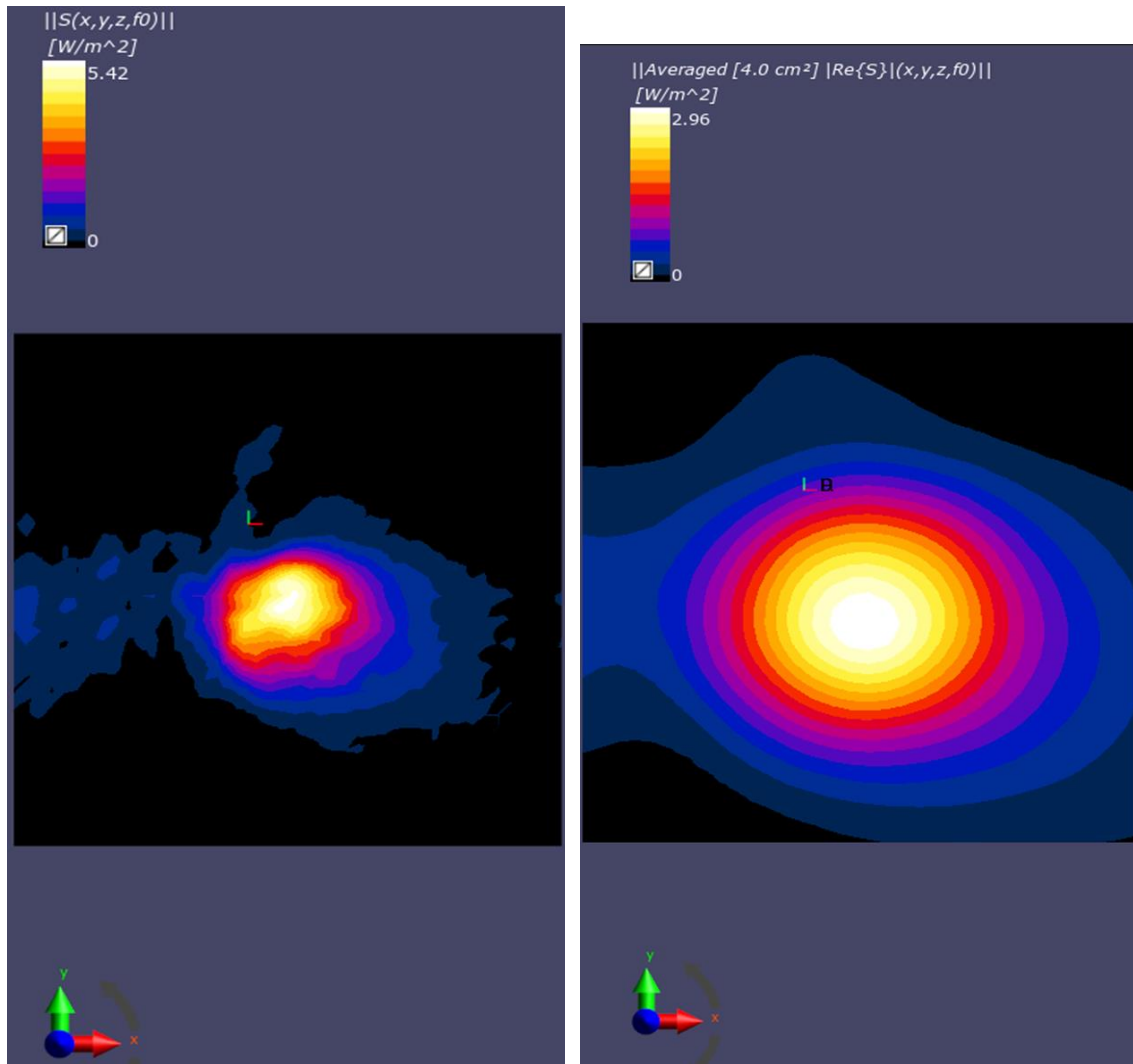 ||S(x,y,z,f0)||
[W/m^2]
5.42
0
y
x
||Averaged [4.0 cm²] |Re{S}|(x,y,z,f0)||
[W/m^2]
2.96
0
y
x